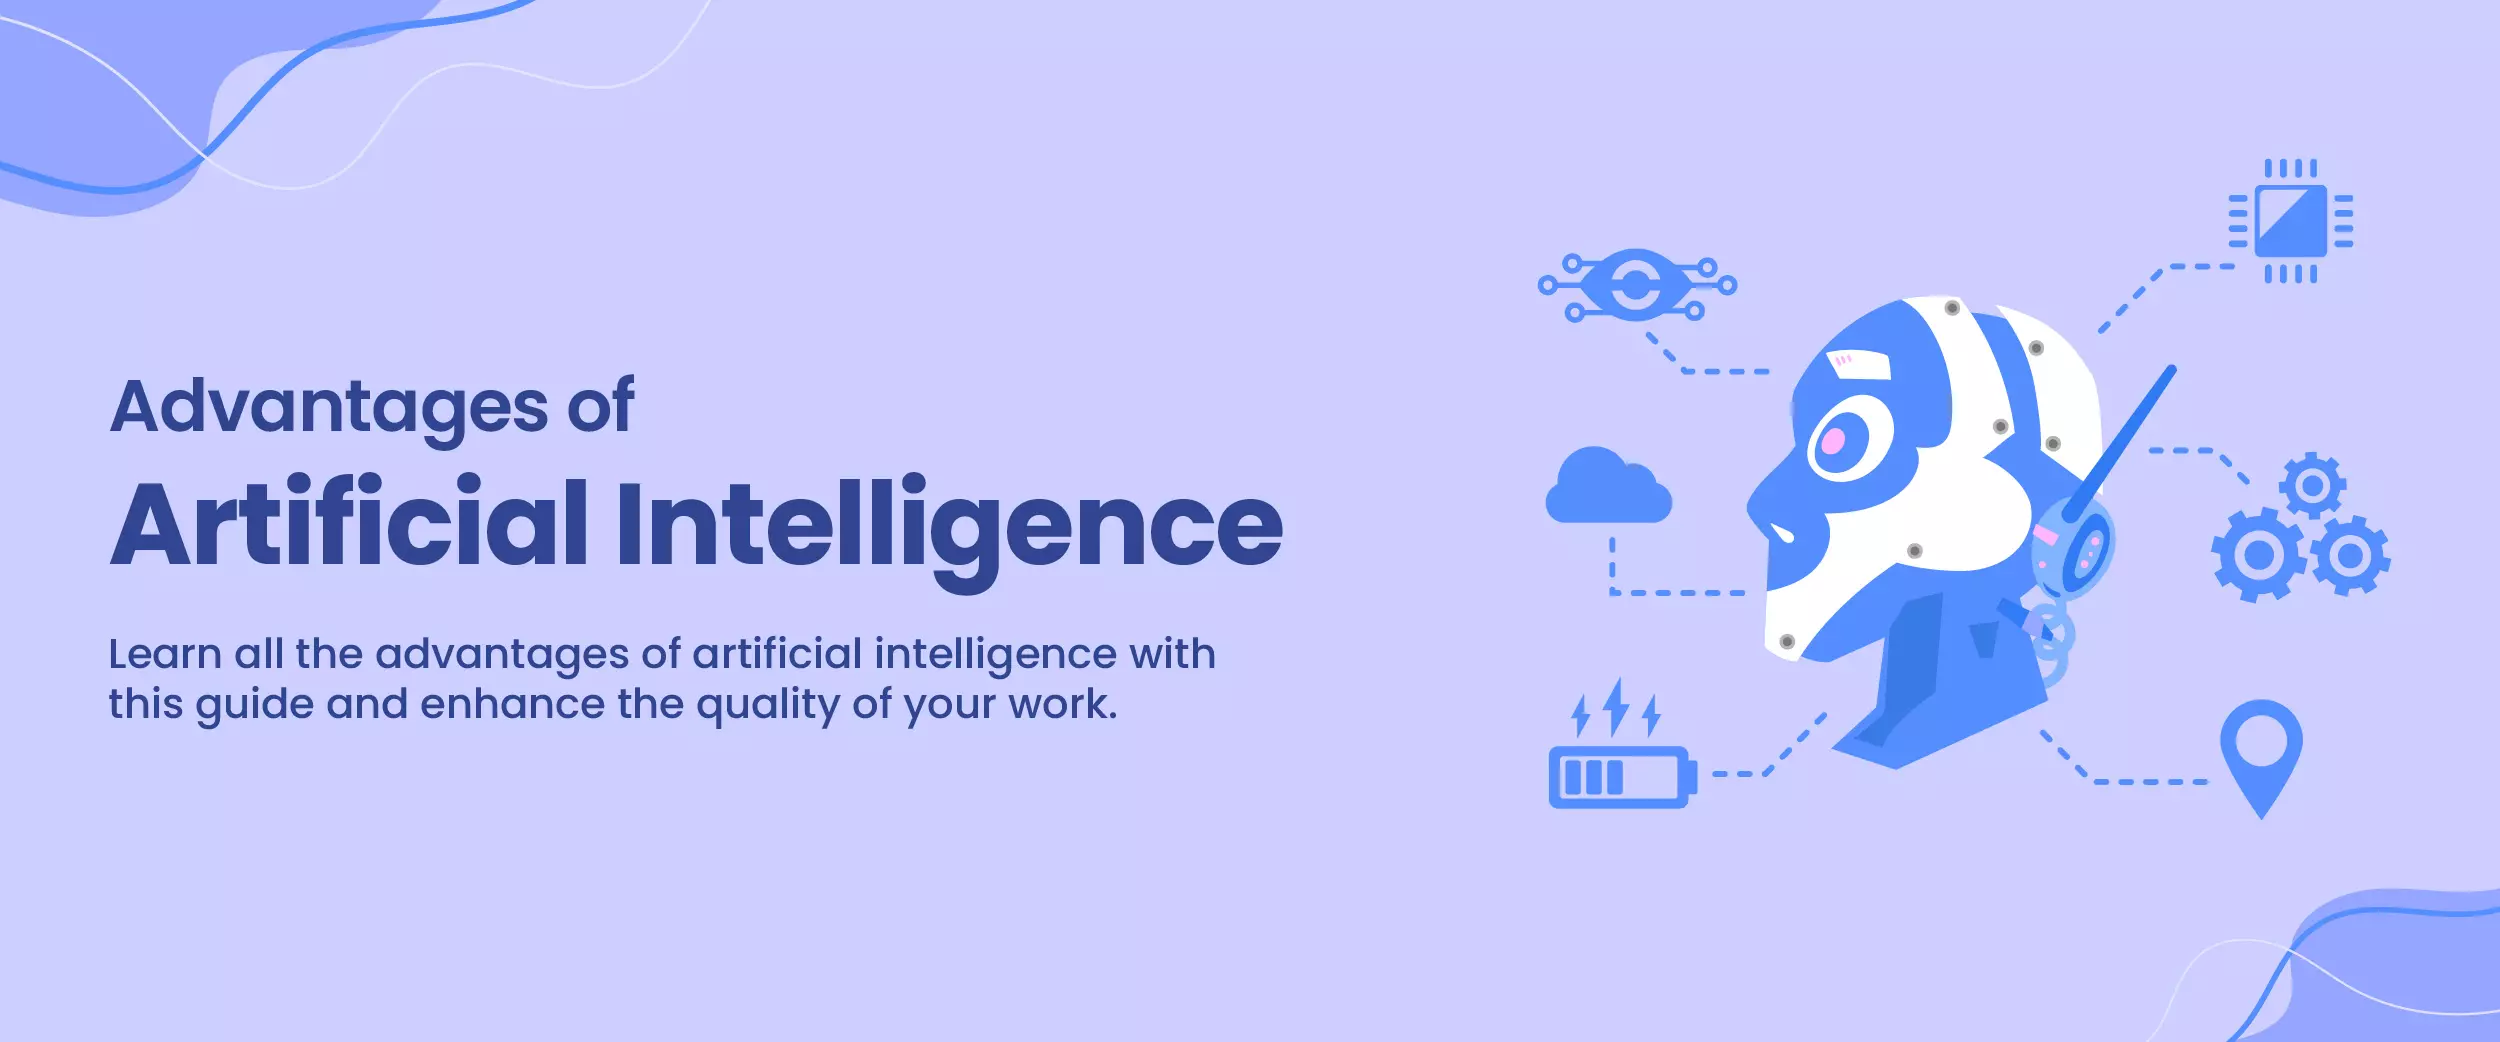 Advantages of
Artificial Intelligence
Learn all the advantages of artificial intelligence with
this guide and enhance the quality of your work.